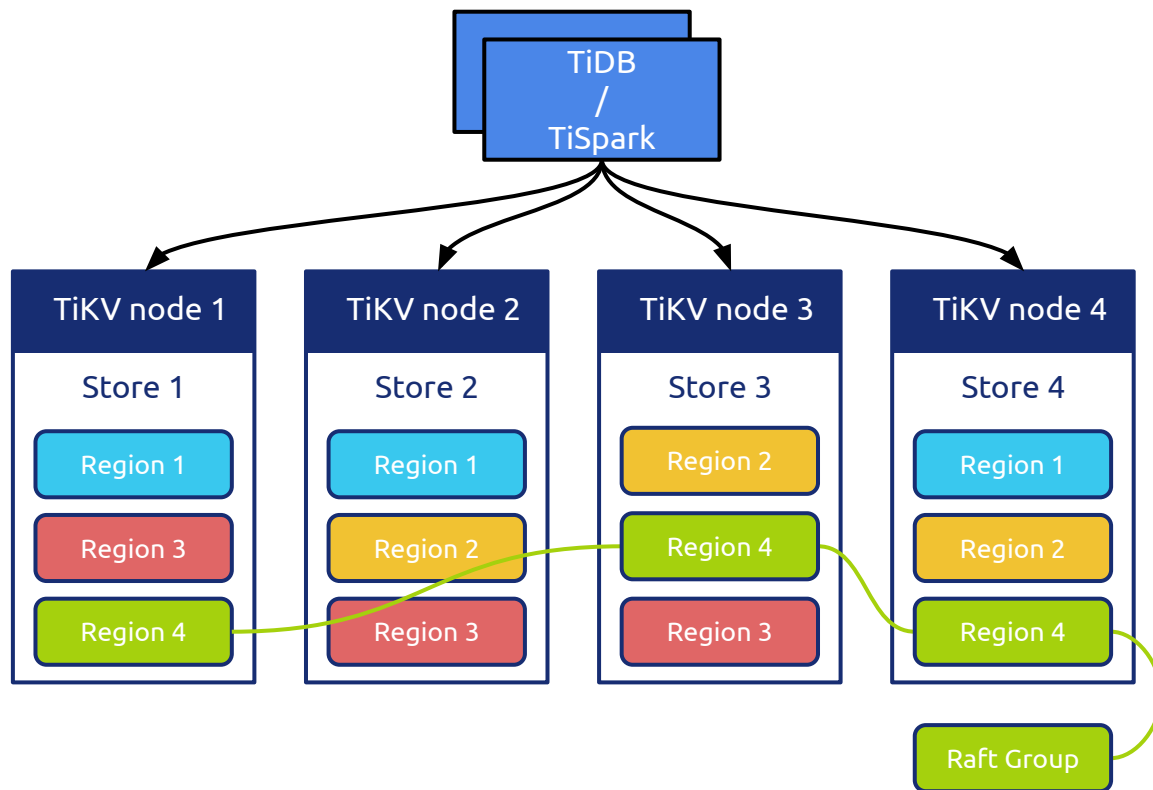 TiDB
/
TiSpark
TiKV node 1
TiKV node 2
TiKV node 3
TiKV node 4
Store 1
Store 2
Store 3
Store 4
Region 1
Region 1
Region 2
Region 1
Region 3
Region 2
Region 4
Region 2
Region 4
Region 3
Region 3
Region 4
Raft Group